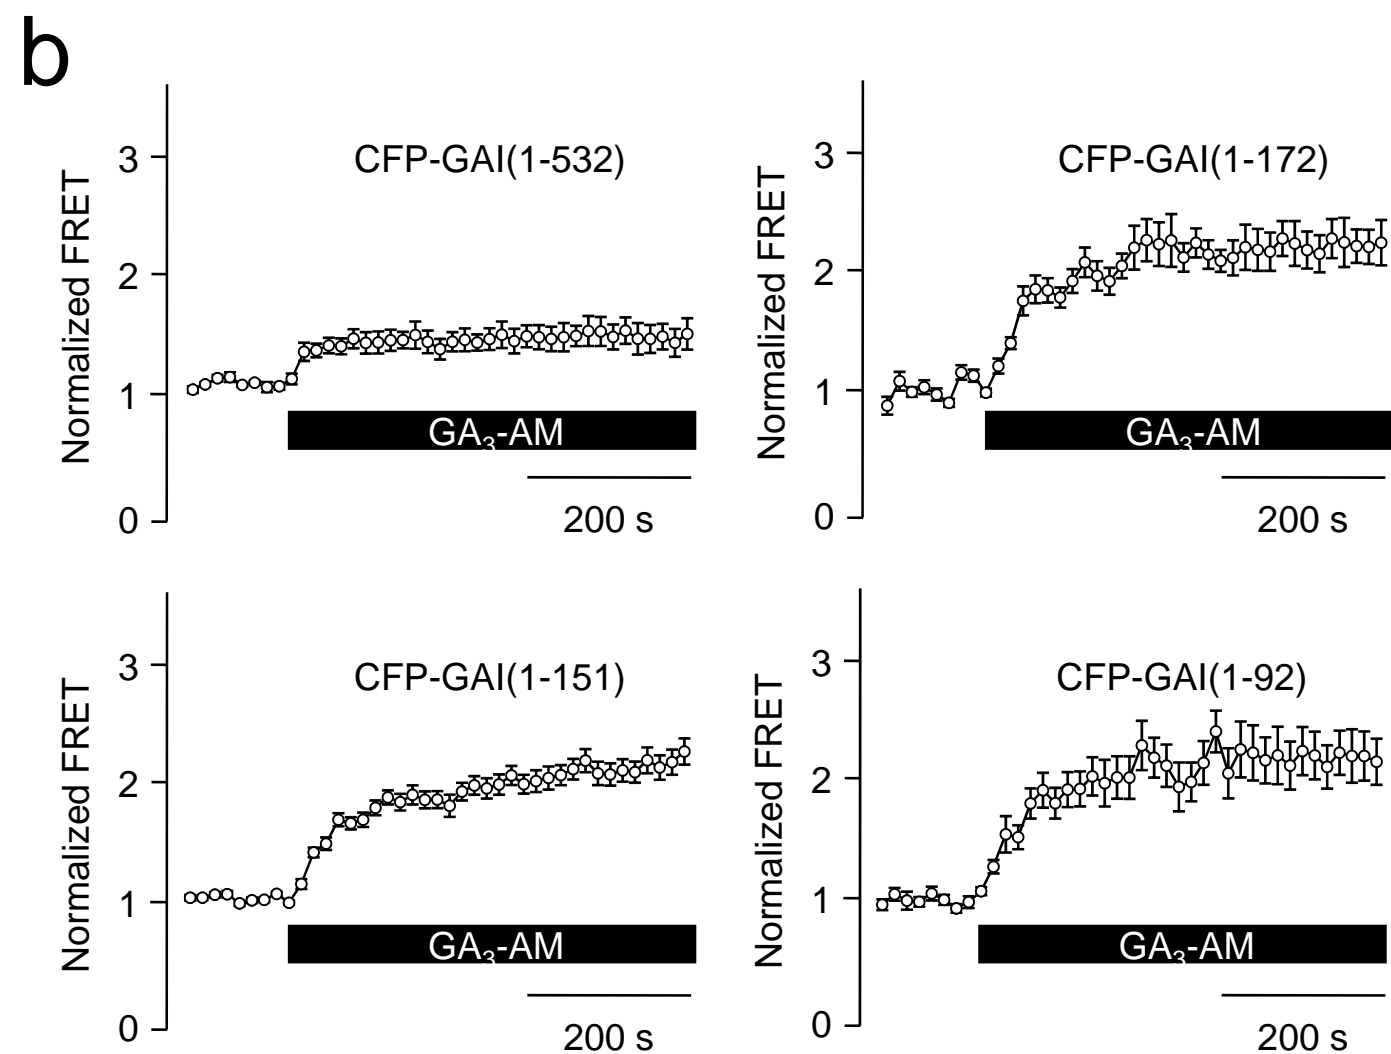 b
Normalized FRET
3
2
1
0
CFP-GAI(1-532)
GA₃-AM
200 s
Normalized FRET
3
2
1
0
CFP-GAI(1-172)
GA₃-AM
200 s
Normalized FRET
3
2
1
0
CFP-GAI(1-151)
GA₃-AM
200 s
Normalized FRET
3
2
1
0
CFP-GAI(1-92)
GA₃-AM
200 s